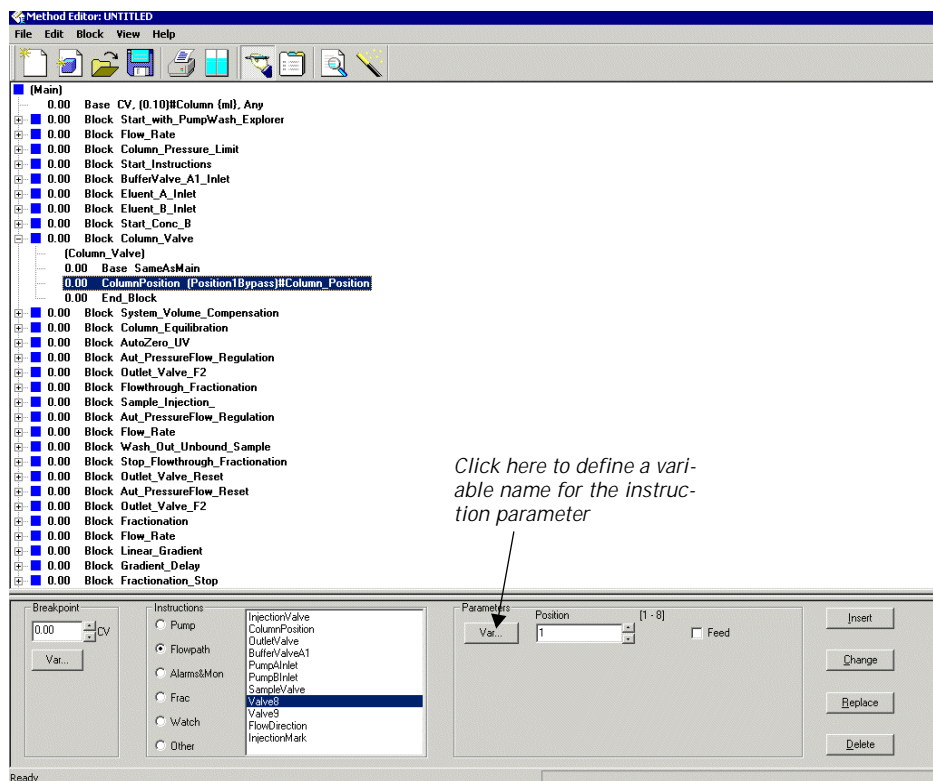 Method Editor: UNTITLED
File Edit Block View Help
(Main)
0.00 Base CV, (0.10)#Column {ml}, Any
0.00 Block Start_with_PumpWash_Explorer
0.00 Block Flow_Rate
0.00 Block Column_Pressure_Limit
0.00 Block Start_Instructions
0.00 Block BufferValve_A1_Inlet
0.00 Block Eluent_A_Inlet
0.00 Block Eluent_B_Inlet
0.00 Block Start_Conc_B
0.00 Block Column_Valve
(Column_Valve)
0.00 Base SameAsMain
0.00 ColumnPosition (Position1Bypass)#Column_Position
0.00 End_Block
0.00 Block System_Volume_Compensation
0.00 Block Column_Equilibration
0.00 Block AutoZero_UV
0.00 Block Aut_PressureFlow_Regulation
0.00 Block Outlet_Valve_F2
0.00 Block Flowthrough_Fractionation
0.00 Block Sample_Injection_
0.00 Block Aut_PressureFlow_Regulation
0.00 Block Flow_Rate
0.00 Block Wash_Out_Unbound_Sample
0.00 Block Stop_Flowthrough_Fractionation
0.00 Block Outlet_Valve_Reset
0.00 Block Aut_PressureFlow_Reset
0.00 Block Outlet_Valve_F2
0.00 Block Fractionation
0.00 Block Flow_Rate
0.00 Block Linear_Gradient
0.00 Block Gradient_Delay
0.00 Block Fractionation_Stop
Click here to define a vari-
able name for the instruc-
tion parameter
Breakpoint
0.00 CV
Var...
Instructions
Pump
Flowpath
Alarms&Mon
Frac
Watch
Other
InjectionValve
ColumnPosition
OutletValve
BufferValveA1
PumpAInlet
PumpBInlet
SampleValve
Valve8
Valve9
FlowDirection
InjectionMark
Parameters
Var...
Position [1 - 8]
1
Feed
Insert
Change
Replace
Delete
Ready